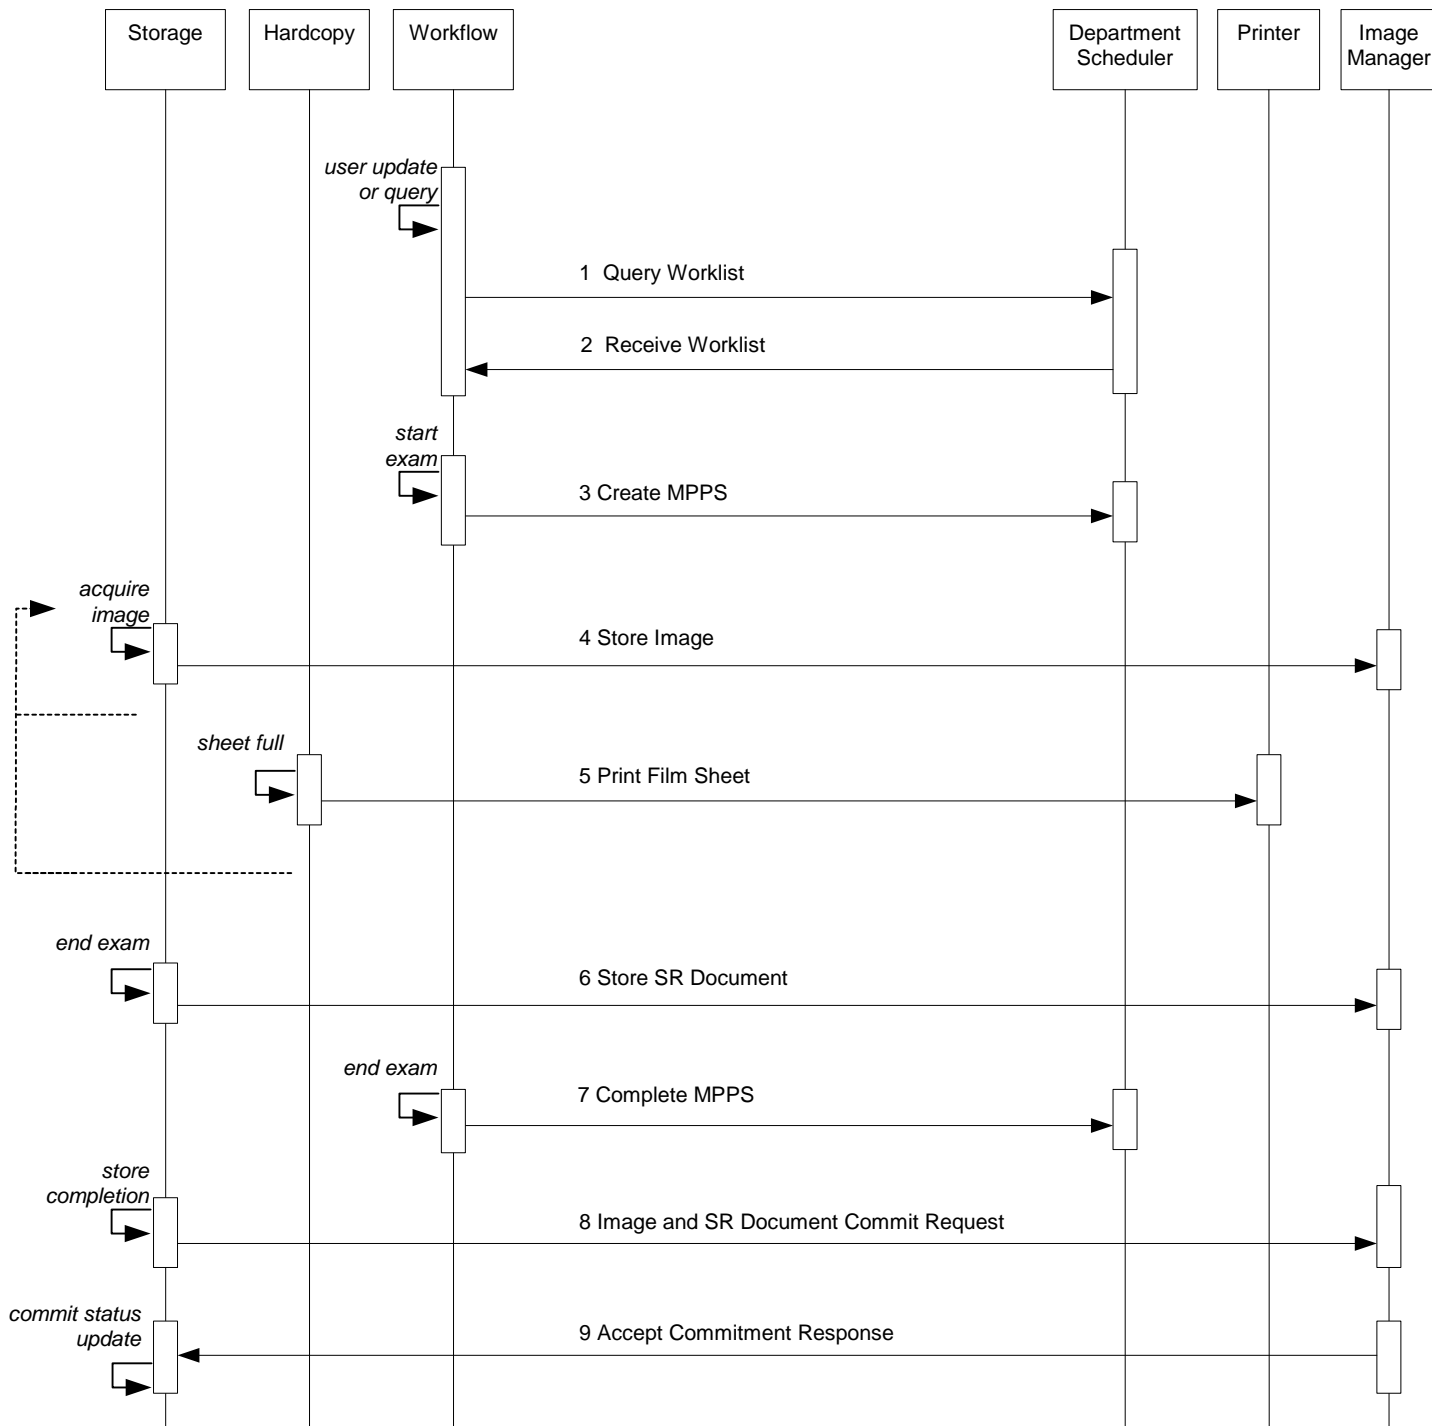 Storage
Hardcopy
Workflow
Department
Scheduler
Printer
Image
Manager
user update
or query
1 Query Worklist
2 Receive Worklist
start
exam
3 Create MPPS
acquire
image
4 Store Image
sheet full
5 Print Film Sheet
end exam
6 Store SR Document
end exam
7 Complete MPPS
store
completion
8 Image and SR Document Commit Request
commit status
update
9 Accept Commitment Response